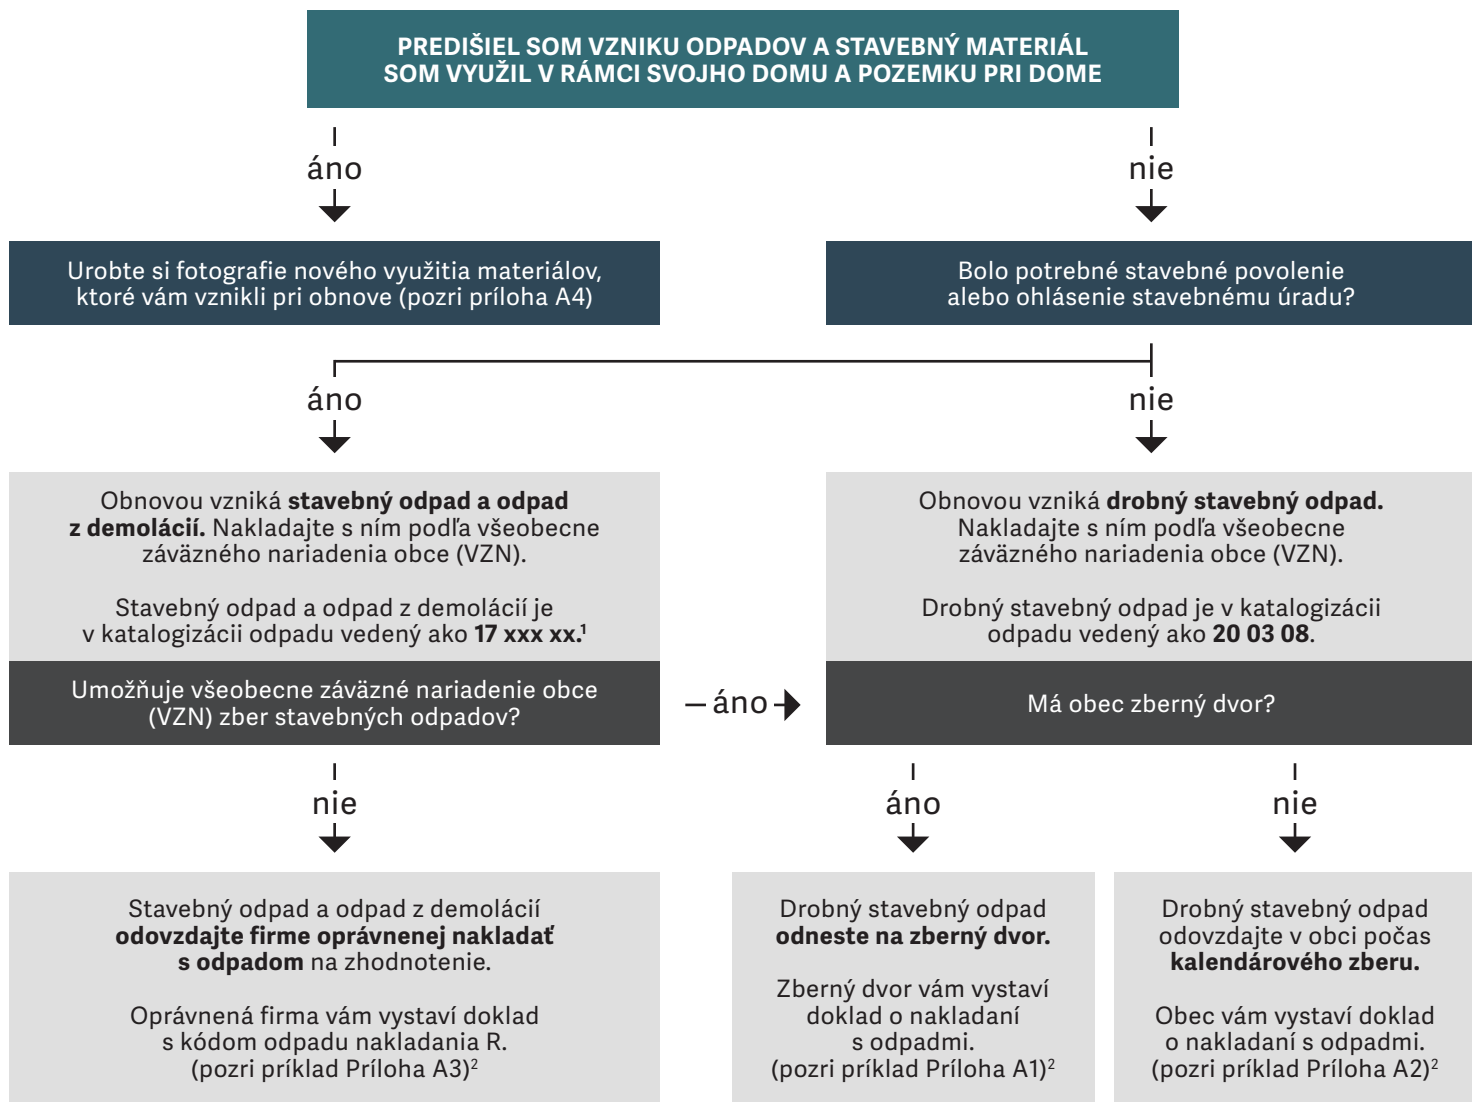 PREDIŠIEL SOM VZNIKU ODPADOV A STAVEBNÝ MATERIÁL
SOM VYUŽIL V RÁMCI SVOJHO DOMU A POZEMKU PRI DOME
áno
nie
Urobte si fotografie nového využitia materiálov,
ktoré vám vznikli pri obnove (pozri príloha A4)
Bolo potrebné stavebné povolenie
alebo ohlásenie stavebnému úradu?
áno
nie
Obnovou vzniká stavebný odpad a odpad
z demolácií. Nakladajte s ním podľa všeobecne
záväzného nariadenia obce (VZN).
Stavebný odpad a odpad z demolácií je
v katalogizácii odpadu vedený ako 17 xxx xx.¹
Obnovou vzniká drobný stavebný odpad.
Nakladajte s ním podľa všeobecne
záväzného nariadenia obce (VZN).
Drobný stavebný odpad je v katalogizácii
odpadu vedený ako 20 03 08.
Umožňuje všeobecne záväzné nariadenie obce
(VZN) zber stavebných odpadov?
áno
Má obec zberný dvor?
nie
áno
nie
Stavebný odpad a odpad z demolácií
odovzdajte firme oprávnenej nakladať
s odpadom na zhodnotenie.
Oprávnená firma vám vystaví doklad
s kódom odpadu nakladania R.
(pozri príklad Príloha A3)²
Drobný stavebný odpad
odneste na zberný dvor.
Zberný dvor vám vystaví
doklad o nakladaní
s odpadmi.
(pozri príklad Príloha A1)²
Drobný stavebný odpad
odovzdajte v obci počas
kalendárového zberu.
Obec vám vystaví doklad
o nakladaní s odpadmi.
(pozri príklad Príloha A2)²